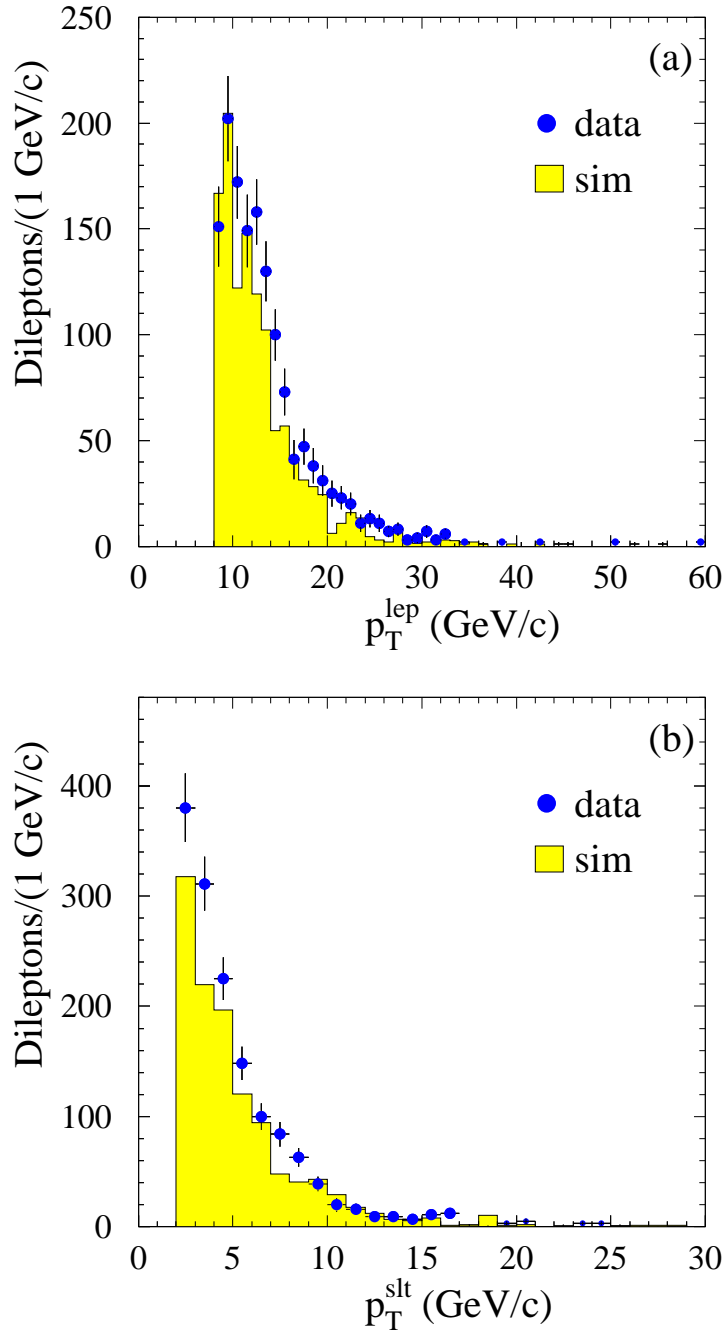 250
(a)
200
data
sim
150
100
50
0
0 10 20 30 40 50 60
Dileptons/(1 GeV/c)
p_T^lep (GeV/c)
(b)
400
data
sim
300
200
100
0
0 5 10 15 20 25 30
Dileptons/(1 GeV/c)
p_T^slt (GeV/c)